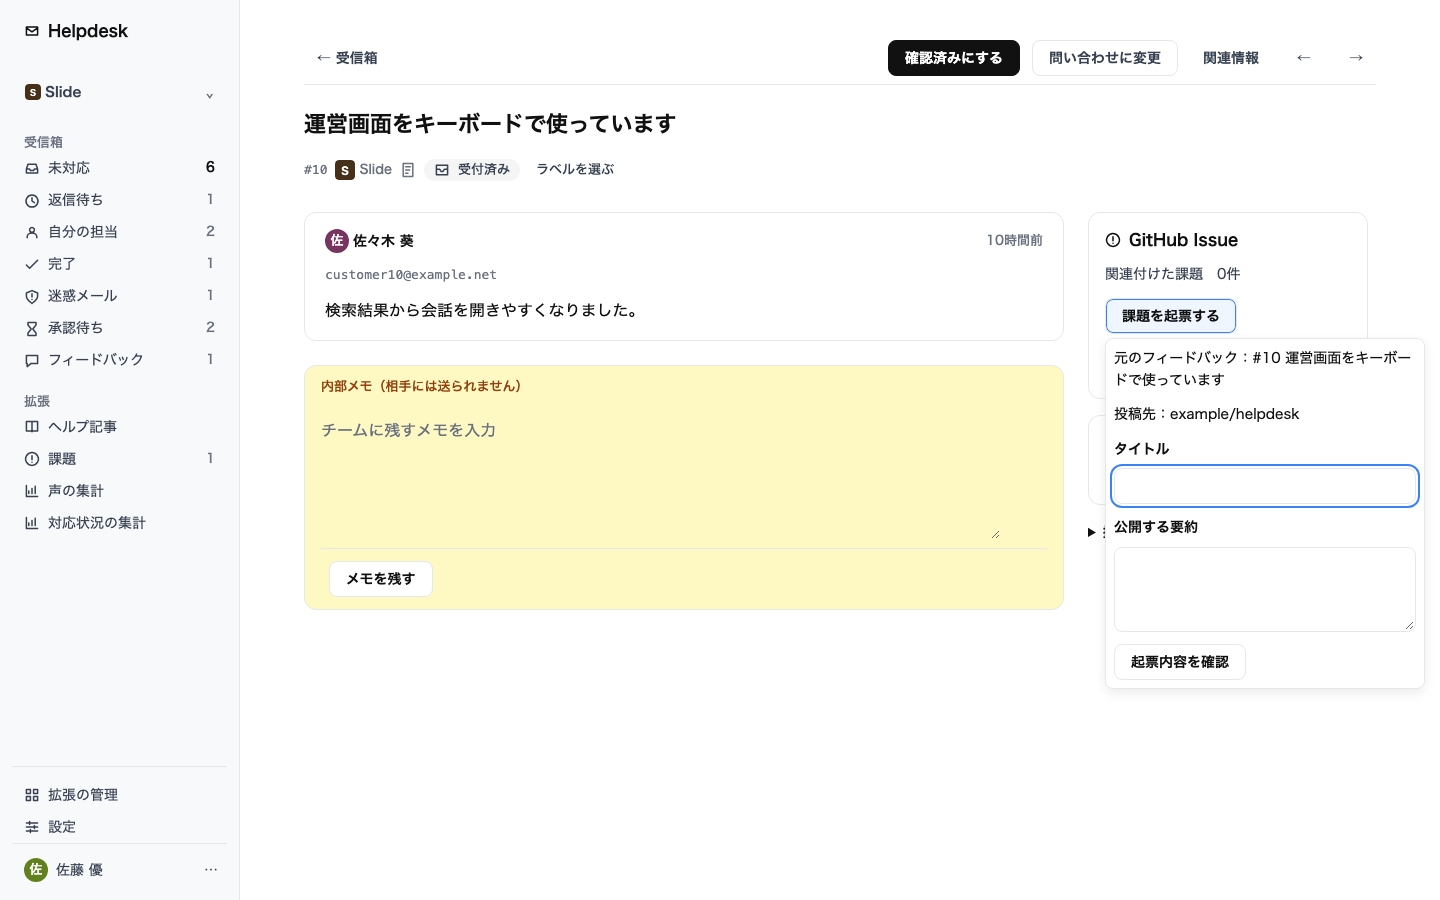 Helpdesk
S Slide
受信箱
未対応 6
返信待ち 1
自分の担当 2
完了 1
迷惑メール 1
承認待ち 2
フィードバック 1
拡張
ヘルプ記事
課題 1
声の集計
対応状況の集計
拡張の管理
設定
佐 佐藤 優 …
← 受信箱
確認済みにする 問い合わせに変更 関連情報 ← →
運営画面をキーボードで使っています
#10 S Slide 受付済み ラベルを選ぶ
佐 佐々木 葵 10時間前
customer10@example.net
検索結果から会話を開きやすくなりました。
内部メモ（相手には送られません）
チームに残すメモを入力
メモを残す
GitHub Issue
関連付けた課題 0件
課題を起票する
元のフィードバック：#10 運営画面をキーボー
ドで使っています
投稿先：example/helpdesk
タイトル
公開する要約
起票内容を確認